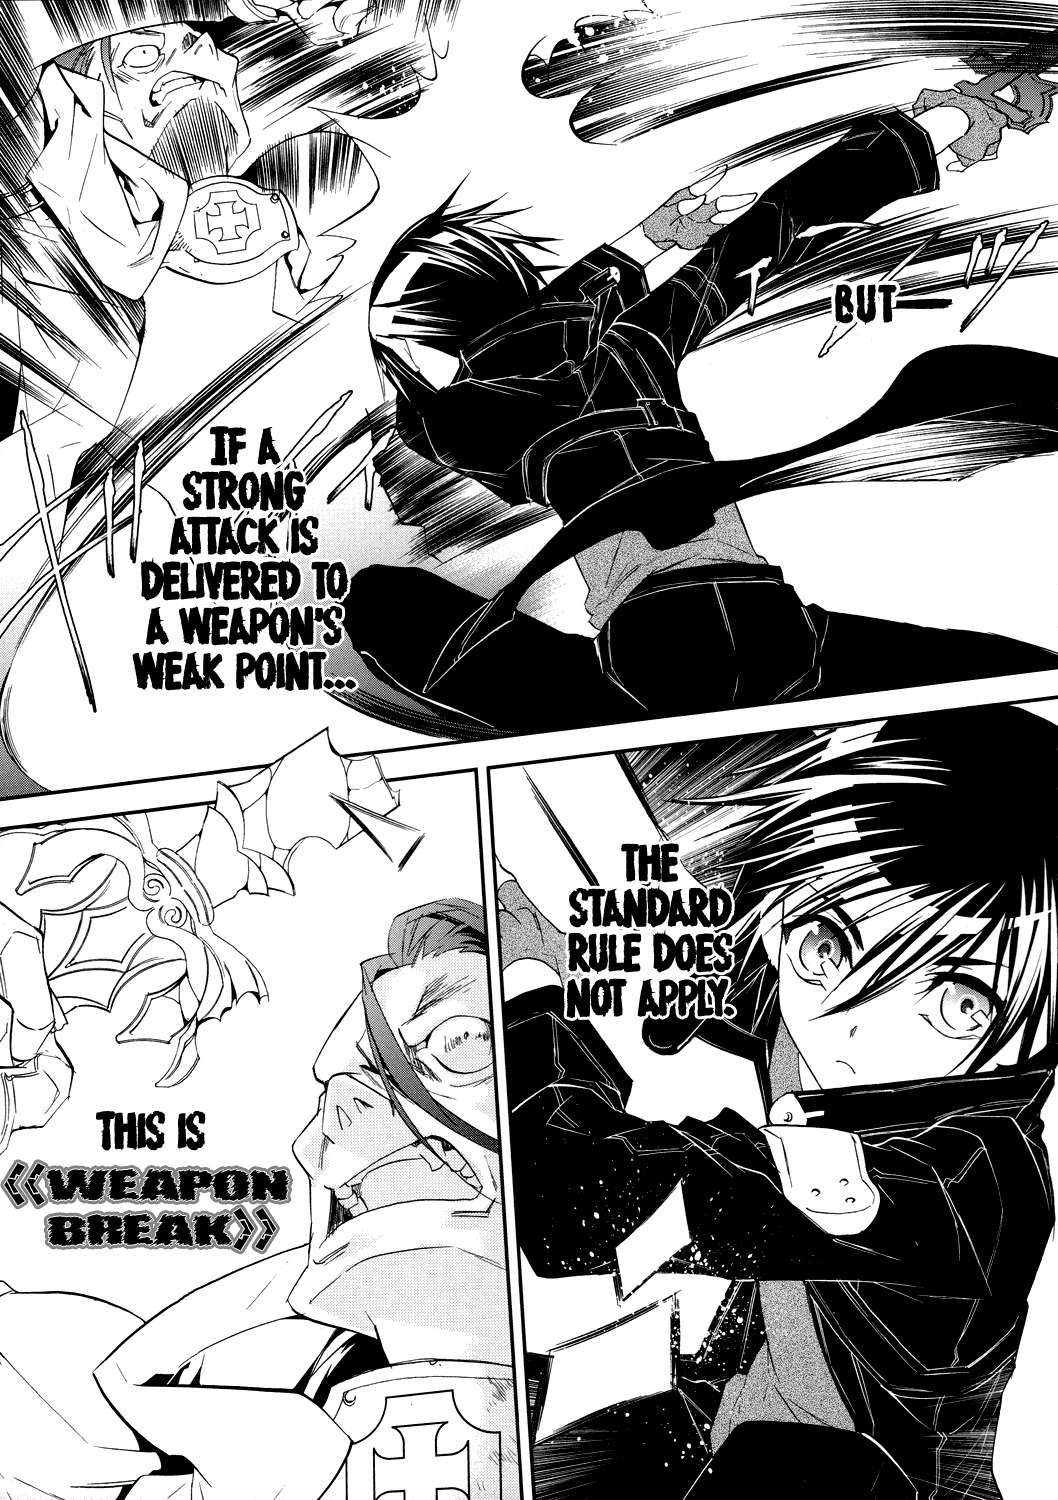 BUT—
IF A
STRONG
ATTACK IS
DELIVERED TO
A WEAPON'S
WEAK POINT...
THE
STANDARD
RULE DOES
NOT APPLY.
THIS IS
《WEAPON
BREAK》